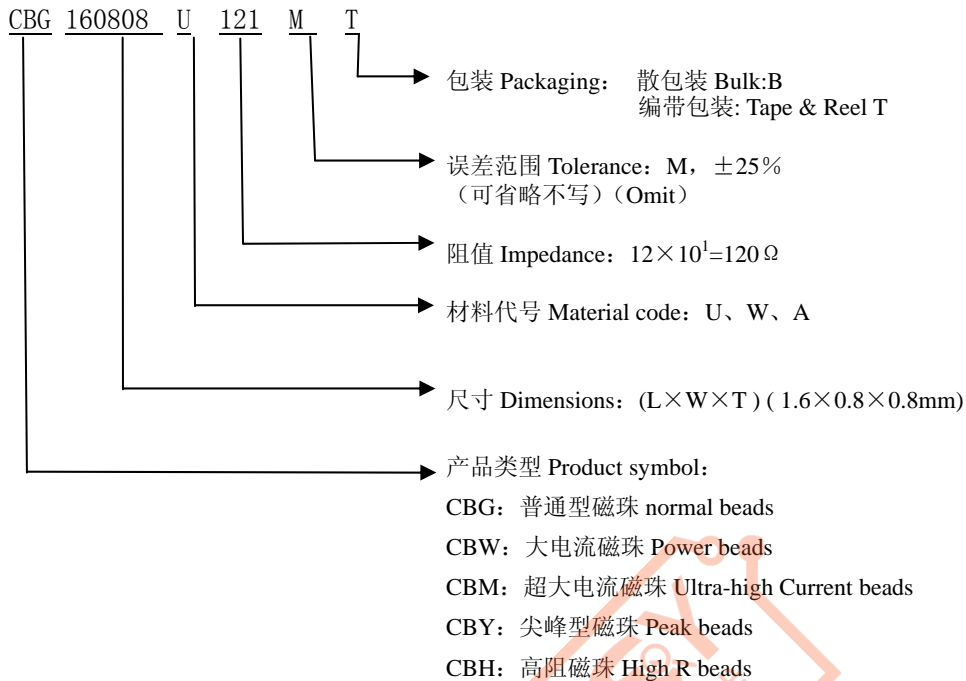 CBG 160808 U 121 M T
包装 Packaging： 散包装 Bulk:B
编带包装: Tape & Reel T
误差范围 Tolerance：M，±25％
（可省略不写）（Omit）
阻值 Impedance：12×10¹=120Ω
材料代号 Material code：U、W、A
尺寸 Dimensions：(L×W×T ) ( 1.6×0.8×0.8mm)
产品类型 Product symbol：
CBG：普通型磁珠 normal beads
CBW：大电流磁珠 Power beads
CBM：超大电流磁珠 Ultra-high Current beads
CBY：尖峰型磁珠 Peak beads
CBH：高阻磁珠 High R beads